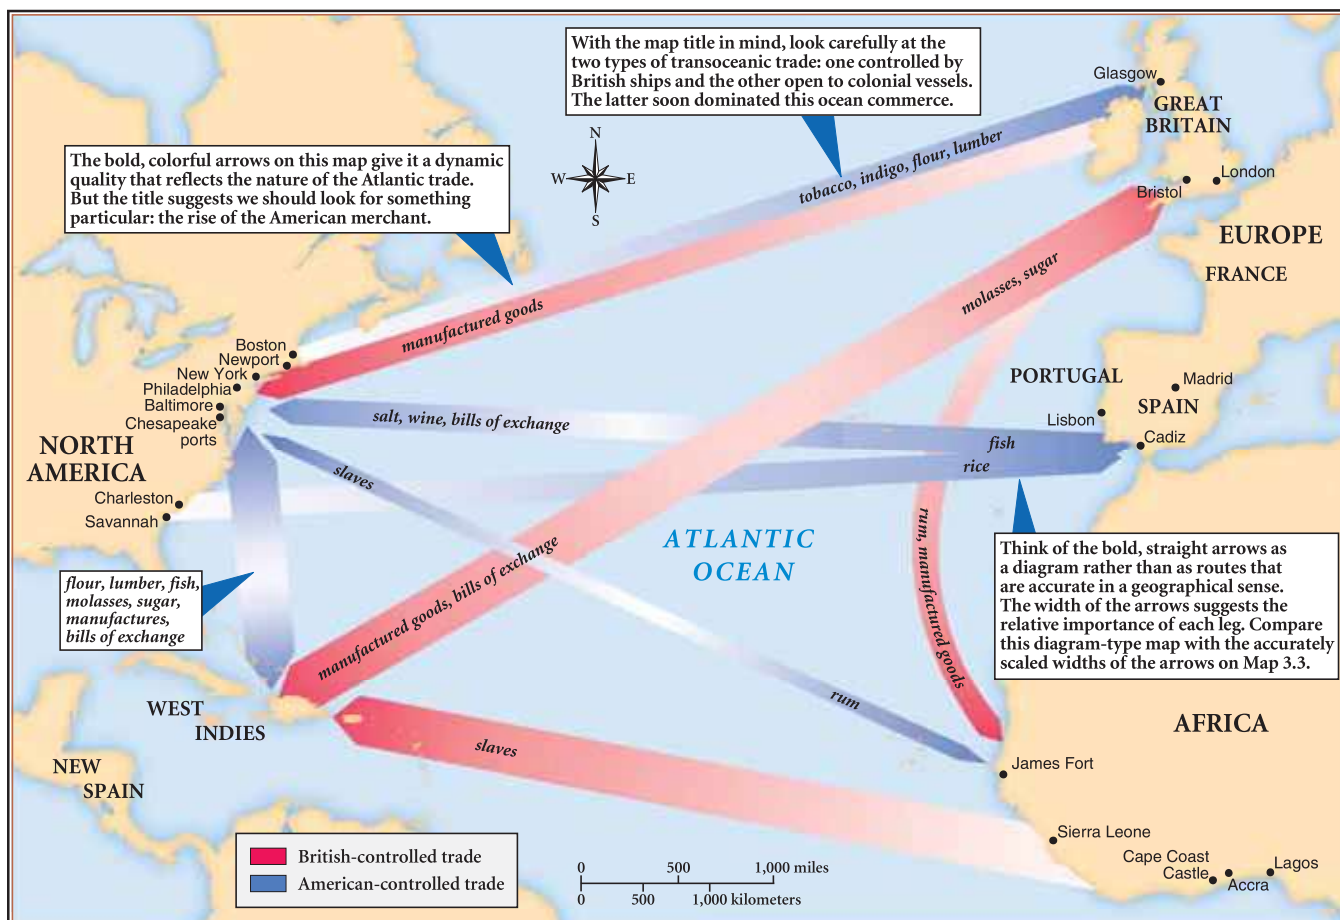 With the map title in mind, look carefully at the
two types of transoceanic trade: one controlled by
British ships and the other open to colonial vessels.
The latter soon dominated this ocean commerce.
The bold, colorful arrows on this map give it a dynamic
quality that reflects the nature of the Atlantic trade.
But the title suggests we should look for something
particular: the rise of the American merchant.
N
W
E
S
Glasgow
GREAT
BRITAIN
London
Bristol
EUROPE
FRANCE
tobacco, indigo, flour, lumber
manufactured goods
molasses, sugar
Boston
Newport
New York
Philadelphia
Baltimore
Chesapeake
ports
NORTH
AMERICA
Charleston
Savannah
PORTUGAL
Madrid
SPAIN
Lisbon
Cadiz
salt, wine, bills of exchange
fish
rice
slaves
ATLANTIC
OCEAN
rum, manufactured goods
manufactured goods, bills of exchange
flour, lumber, fish,
molasses, sugar,
manufactures,
bills of exchange
Think of the bold, straight arrows as
a diagram rather than as routes that
are accurate in a geographical sense.
The width of the arrows suggests the
relative importance of each leg. Compare
this diagram-type map with the accurately
scaled widths of the arrows on Map 3.3.
rum
WEST
INDIES
slaves
AFRICA
NEW
SPAIN
James Fort
Sierra Leone
Cape Coast
Castle
Accra
Lagos
British-controlled trade
American-controlled trade
0 500 1,000 miles
0 500 1,000 kilometers